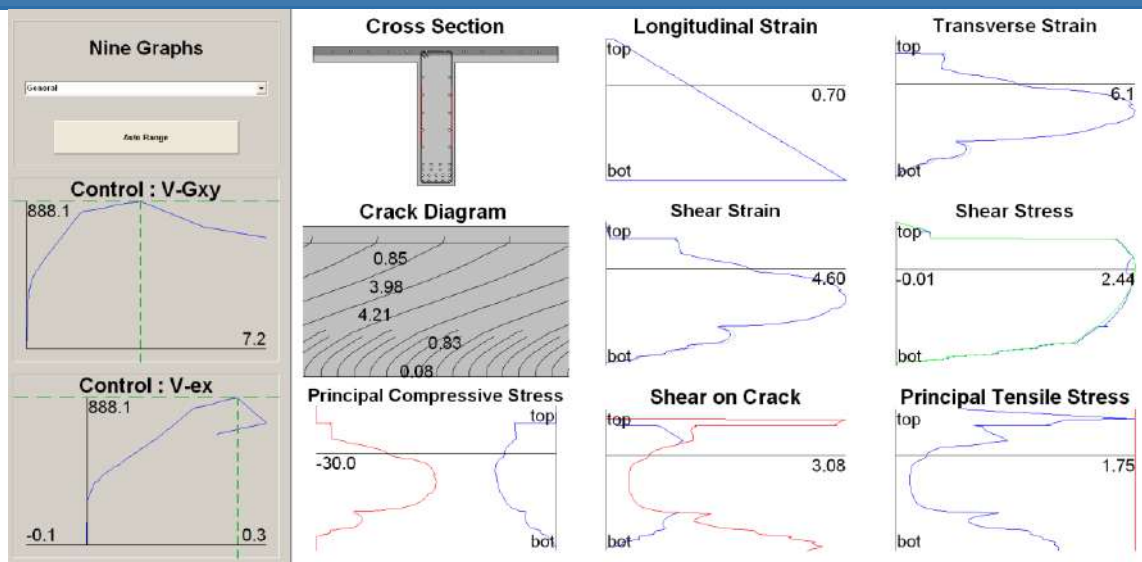 Nine Graphs
General
Auto Range
Control : V-Gxy
888.1
7.2
Control : V-ex
888.1
-0.1
0.3
Cross Section
Crack Diagram
0.85
3.98
4.21
0.83
0.08
Principal Compressive Stress
top
-30.0
bot
Longitudinal Strain
top
0.70
bot
Shear Strain
top
4.60
bot
Shear on Crack
top
3.08
bot
Transverse Strain
top
6.1
bot
Shear Stress
top
-0.01
2.44
bot
Principal Tensile Stress
top
1.75
bot